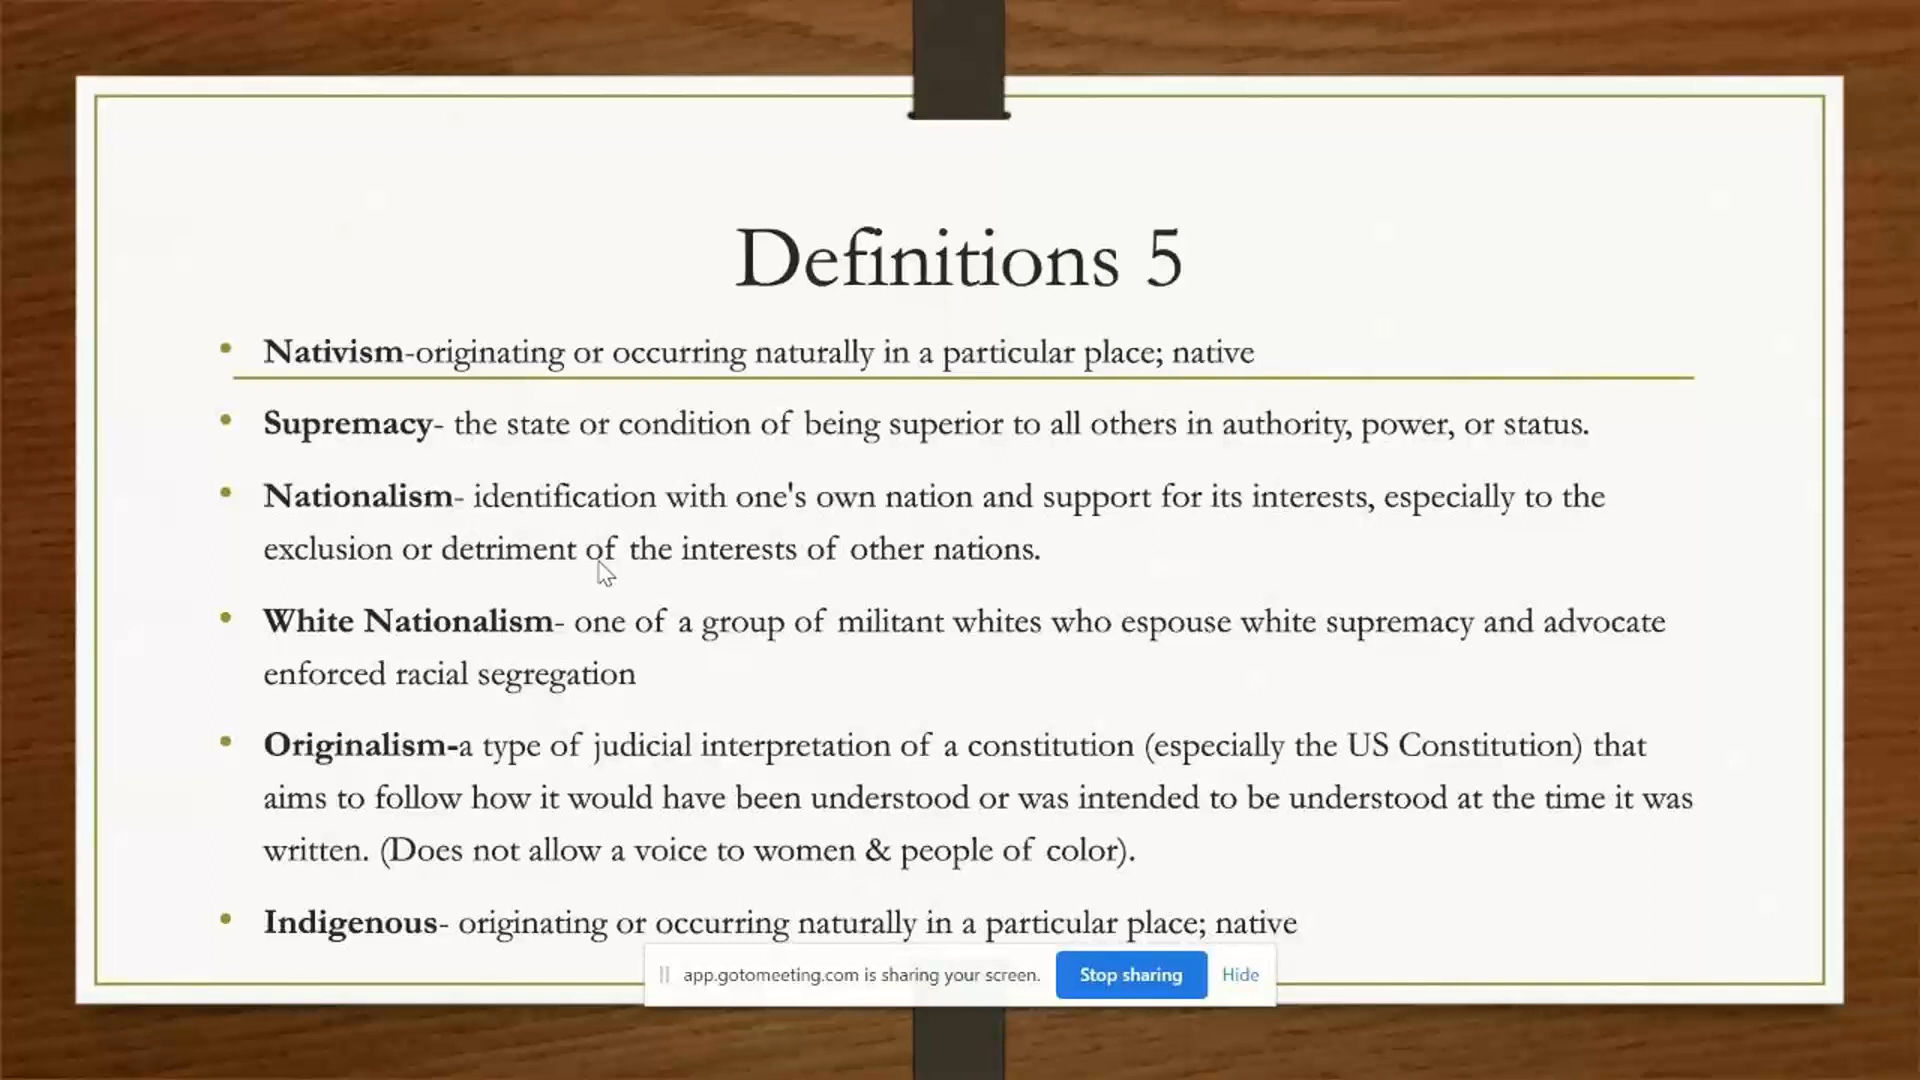 Definitions 5
• Nativism-originating or occurring naturally in a particular place; native
• Supremacy- the state or condition of being superior to all others in authority, power, or status.
• Nationalism- identification with one's own nation and support for its interests, especially to the
exclusion or detriment of the interests of other nations.
• White Nationalism- one of a group of militant whites who espouse white supremacy and advocate
enforced racial segregation
• Originalism-a type of judicial interpretation of a constitution (especially the US Constitution) that
aims to follow how it would have been understood or was intended to be understood at the time it was
written. (Does not allow a voice to women & people of color).
• Indigenous- originating or occurring naturally in a particular place; native
app.gotomeeting.com is sharing your screen. Stop sharing Hide